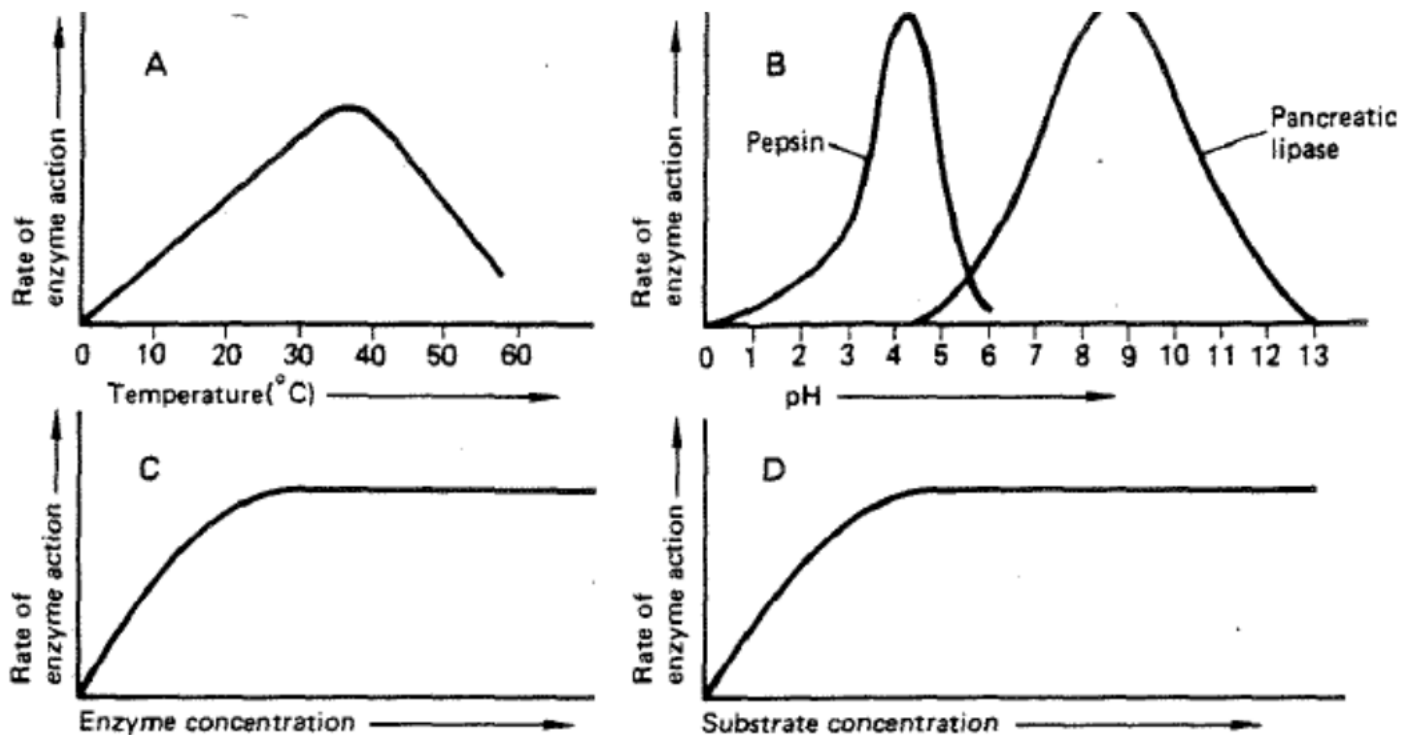 A
Rate of
enzyme action
0 10 20 30 40 50 60
Temperature(°C)
B
Pepsin
Pancreatic
lipase
Rate of
enzyme action
0 1 2 3 4 5 6 7 8 9 10 11 12 13
pH
C
Rate of
enzyme action
Enzyme concentration
D
Rate of
enzyme action
Substrate concentration